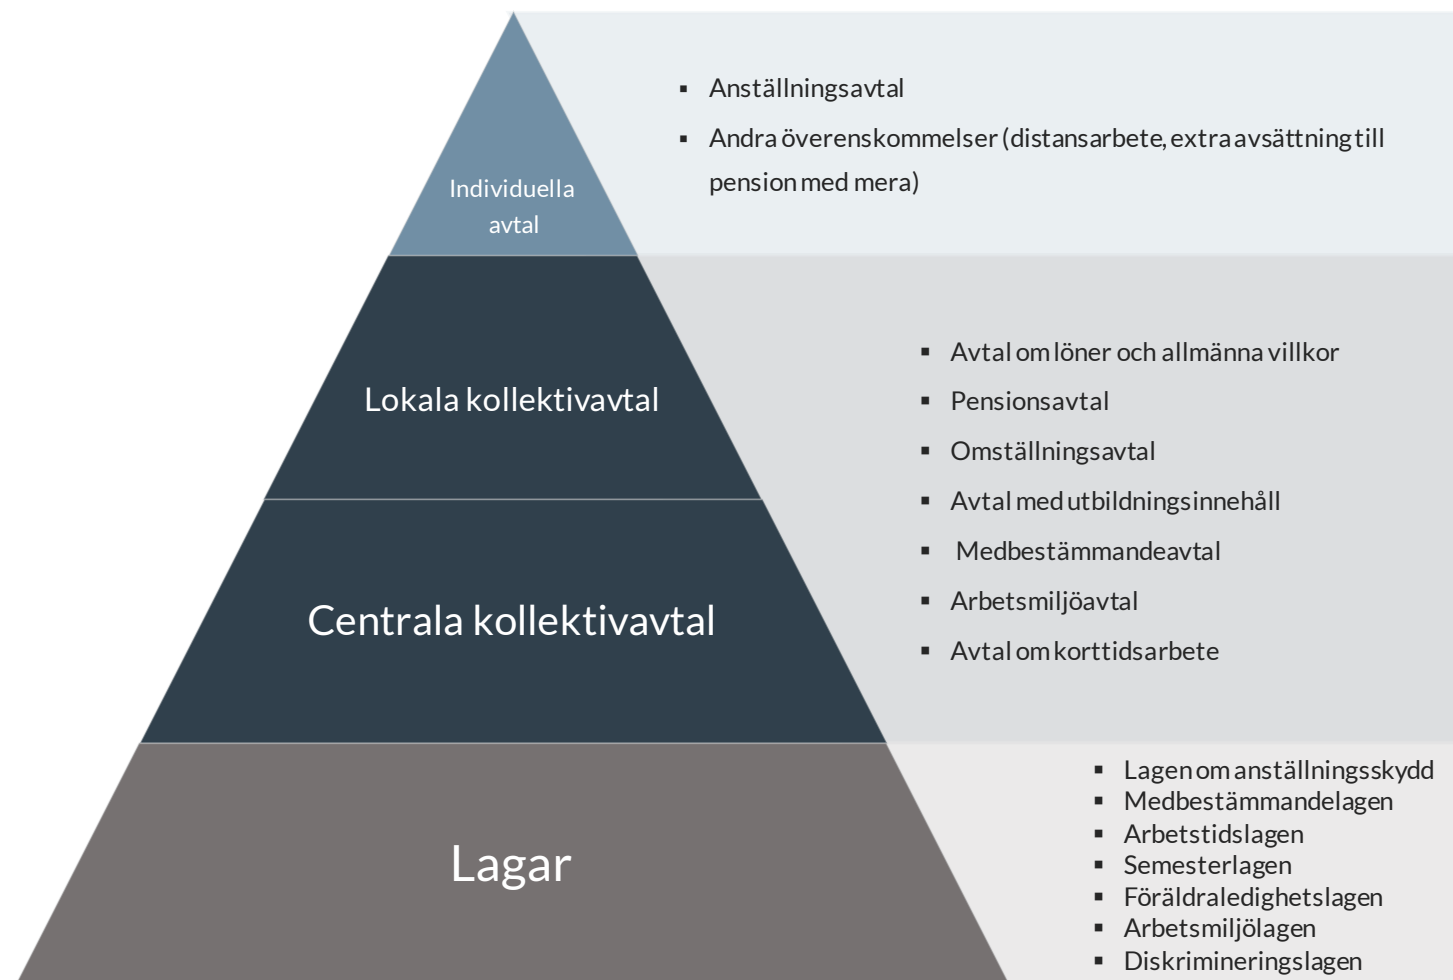 Individuella
avtal
▪ Anställningsavtal
▪ Andra överenskommelser (distansarbete, extra avsättning till
pension med mera)
Lokala kollektivavtal
Centrala kollektivavtal
▪ Avtal om löner och allmänna villkor
▪ Pensionsavtal
▪ Omställningsavtal
▪ Avtal med utbildningsinnehåll
▪ Medbestämmandeavtal
▪ Arbetsmiljöavtal
▪ Avtal om korttidsarbete
Lagar
▪ Lagen om anställningsskydd
▪ Medbestämmandelagen
▪ Arbetstidslagen
▪ Semesterlagen
▪ Föräldraledighetslagen
▪ Arbetsmiljölagen
▪ Diskrimineringslagen